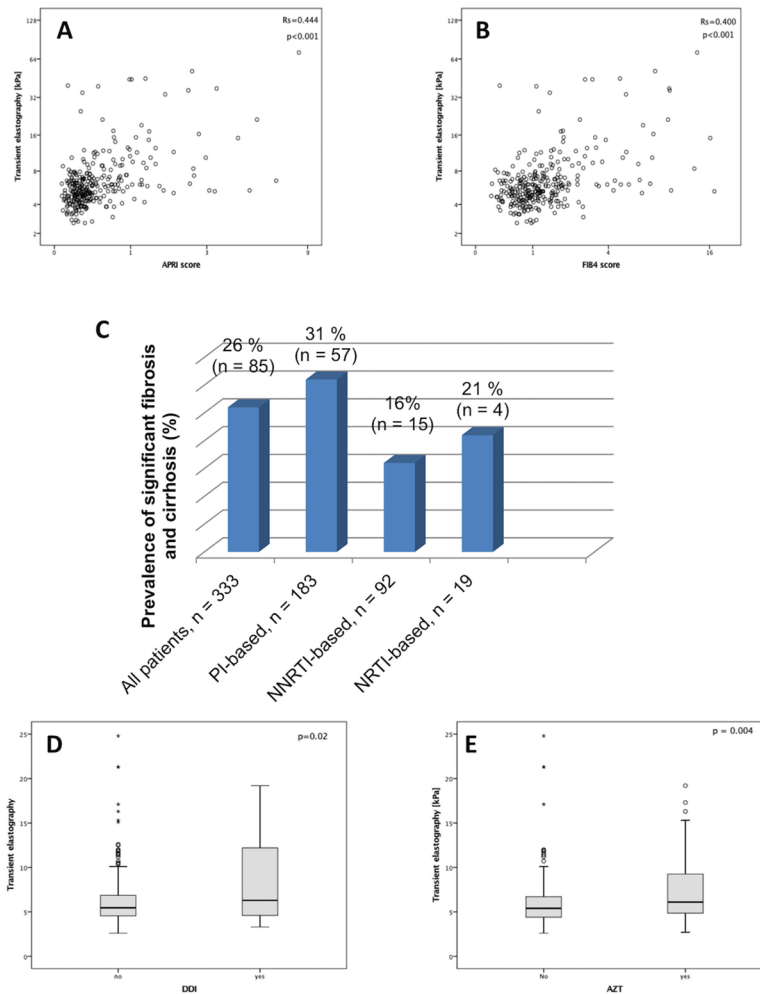 A
Rs=0.444
p<0.001
128
64
32
16
8
4
2
Transient elastography [kPa]
0 1 3 9
APRI score
B
Rs=0.400
p<0.001
128
64
32
16
8
4
2
Transient elastography [kPa]
0 1 4 16
FIB4 score
C
Prevalence of significant fibrosis
and cirrhosis (%)
26 %
(n = 85)
31 %
(n = 57)
16%
(n = 15)
21 %
(n = 4)
All patients, n = 333
PI-based, n = 183
NNRTI-based, n = 92
NRTI-based, n = 19
D
p=0.02
25
20
15
10
5
0
Transient elastography
no yes
DDI
E
p = 0.004
25
20
15
10
5
0
Transient elastography [kPa]
No yes
AZT